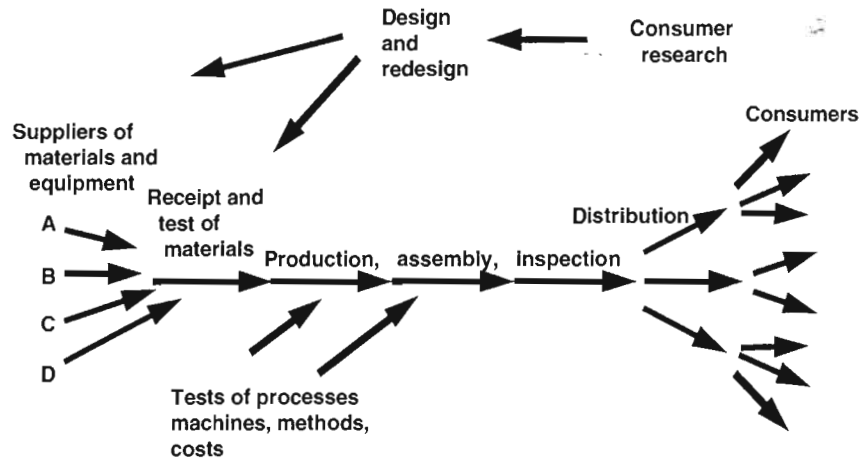 Design
and
redesign
Consumer
research
Consumers
Suppliers of
materials and
equipment
Receipt and
test of
materials
A
B
C
D
Distribution
Production, assembly, inspection
Tests of processes
machines, methods,
costs